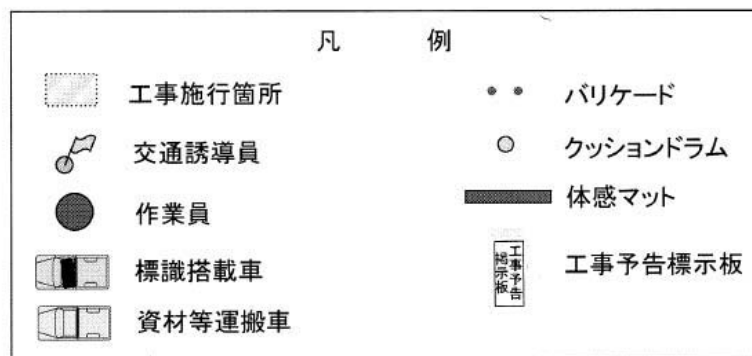 凡 例
工事施行箇所
交通誘導員
作業員
標識搭載車
資材等運搬車
バリケード
クッションドラム
体感マット
工事予告
掲示板
工事予告標示板